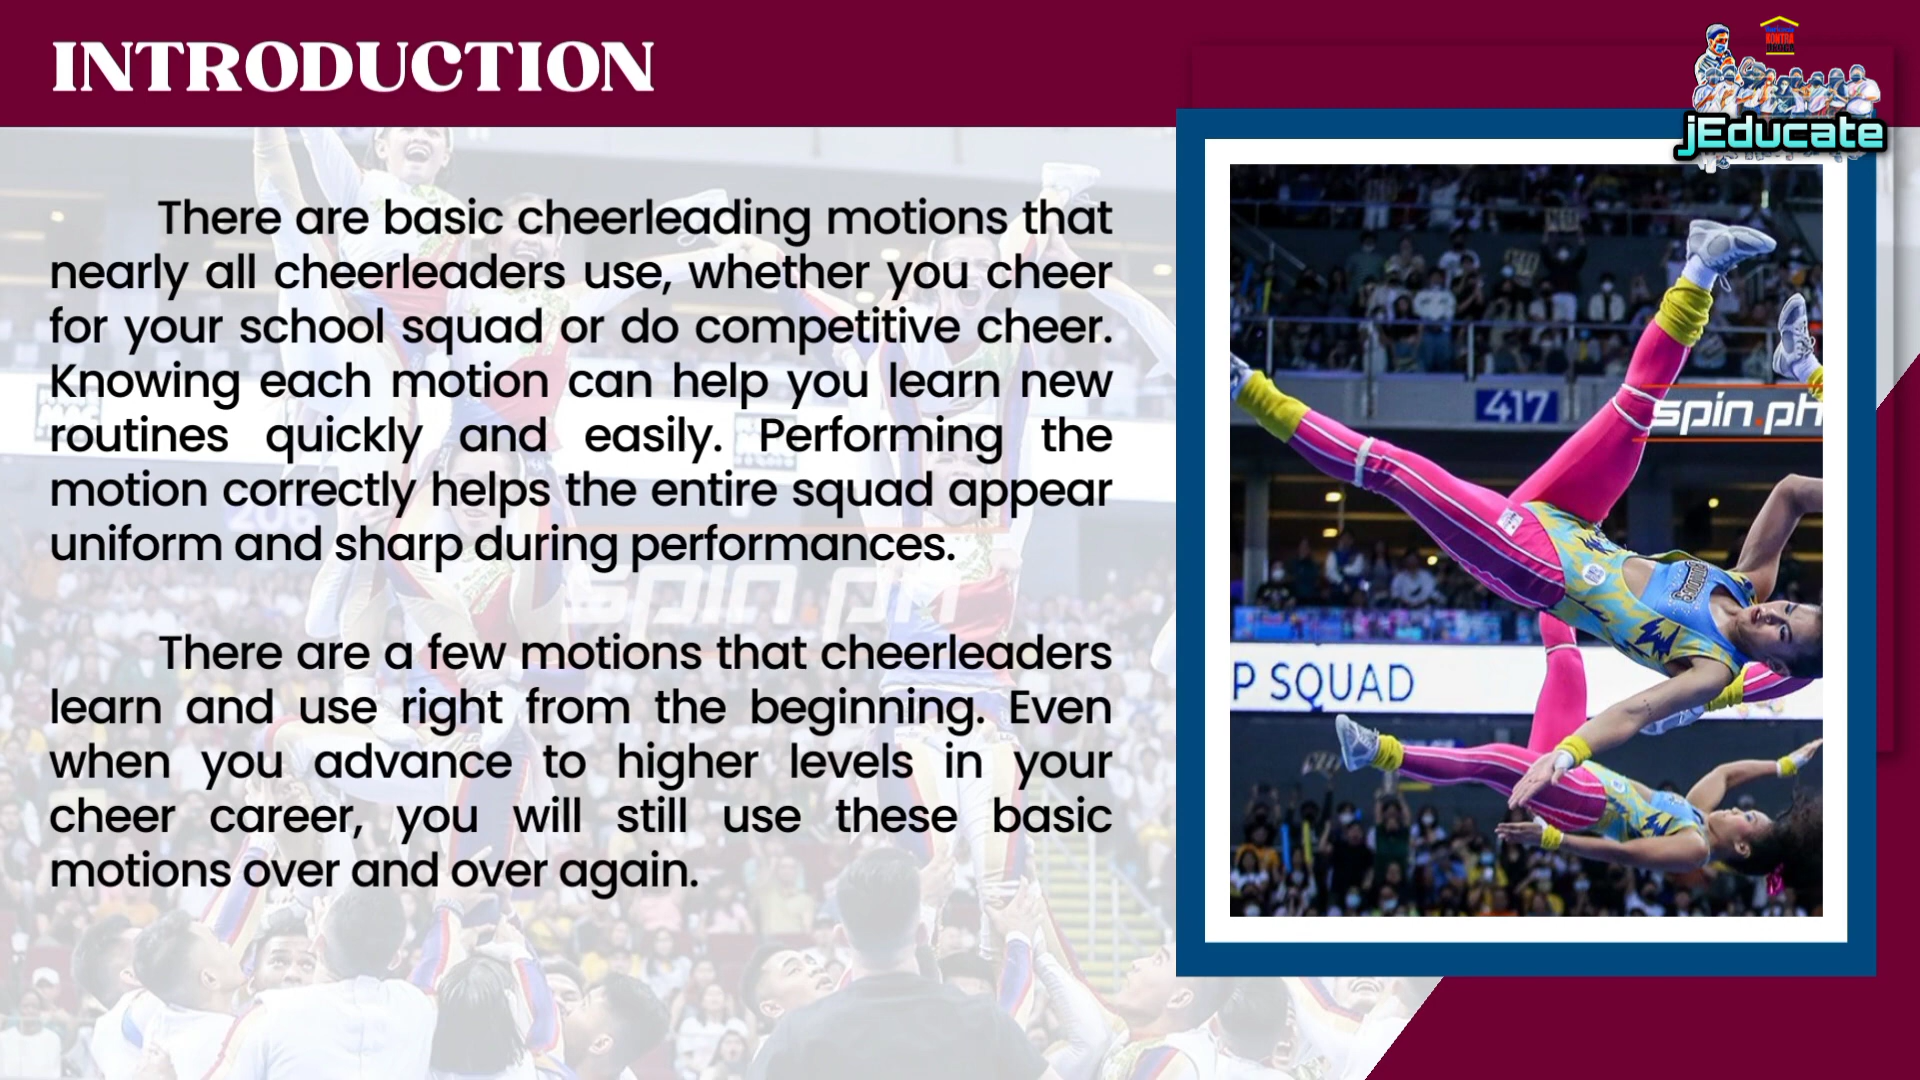 INTRODUCTION
KONTRA
jEducate
There are basic cheerleading motions that
nearly all cheerleaders use, whether you cheer
for your school squad or do competitive cheer.
Knowing each motion can help you learn new
routines quickly and easily. Performing the
motion correctly helps the entire squad appear
uniform and sharp during performances.
There are a few motions that cheerleaders
learn and use right from the beginning. Even
when you advance to higher levels in your
cheer career, you will still use these basic
motions over and over again.
417
spin.ph
P SQUAD
206
spin ph